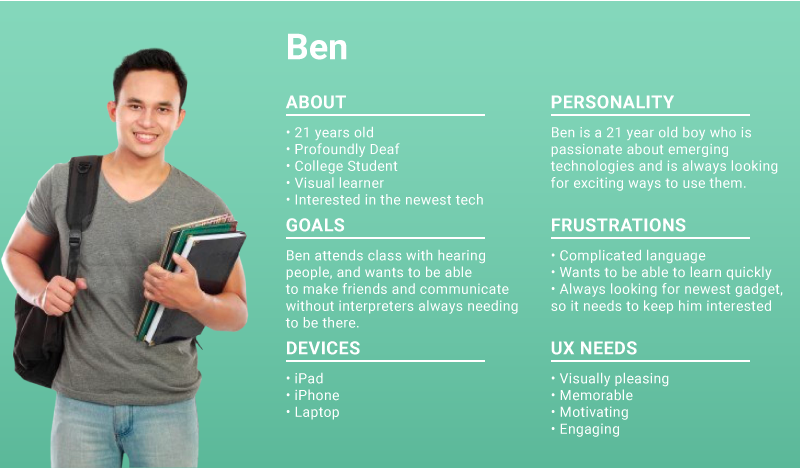 Ben
ABOUT
• 21 years old
• Profoundly Deaf
• College Student
• Visual learner
• Interested in the newest tech
GOALS
Ben attends class with hearing
people, and wants to be able
to make friends and communicate
without interpreters always needing
to be there.
DEVICES
• iPad
• iPhone
• Laptop
PERSONALITY
Ben is a 21 year old boy who is
passionate about emerging
technologies and is always looking
for exciting ways to use them.
FRUSTRATIONS
• Complicated language
• Wants to be able to learn quickly
• Always looking for newest gadget,
so it needs to keep him interested
UX NEEDS
• Visually pleasing
• Memorable
• Motivating
• Engaging